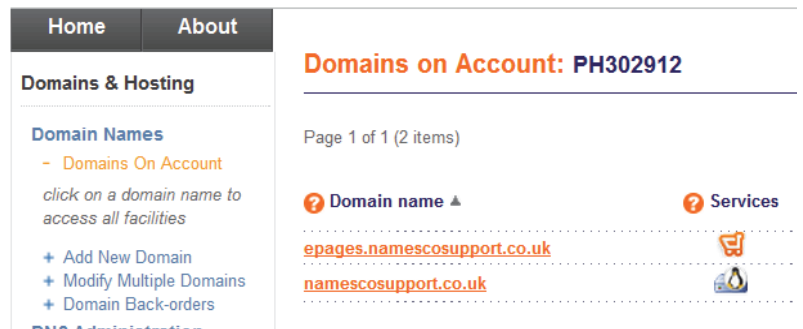 Home About
Domains & Hosting
Domain Names
- Domains On Account
click on a domain name to
access all facilities
+ Add New Domain
+ Modify Multiple Domains
+ Domain Back-orders
Domains on Account: PH302912
Page 1 of 1 (2 items)
? Domain name ▲ ? Services
epages.namescosupport.co.uk
namescosupport.co.uk